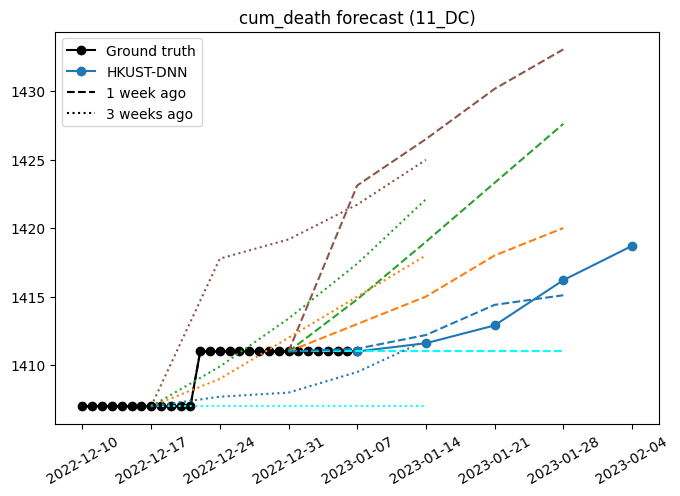 cum_death forecast (11_DC)
Ground truth
HKUST-DNN
1 week ago
3 weeks ago
1430
1425
1420
1415
1410
2022-12-10
2022-12-17
2022-12-24
2022-12-31
2023-01-07
2023-01-14
2023-01-21
2023-01-28
2023-02-04